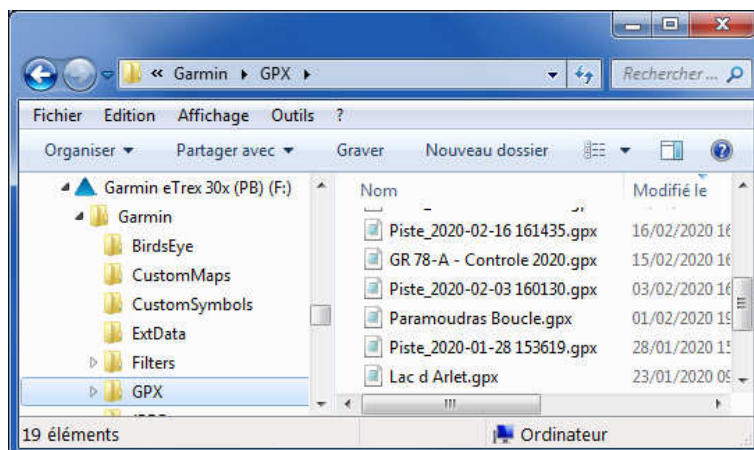 « Garmin ▸ GPX ▸ Rechercher ...
Fichier Edition Affichage Outils ?
Organiser ▾ Partager avec ▾ Graver Nouveau dossier
Garmin eTrex 30x (PB) (F:)
Garmin
BirdsEye
CustomMaps
CustomSymbols
ExtData
Filters
GPX
Nom Modifié le
Piste_2020-02-16 161435.gpx 16/02/2020 16
GR 78-A - Controle 2020.gpx 15/02/2020 16
Piste_2020-02-03 160130.gpx 03/02/2020 16
Paramoudras Boucle.gpx 01/02/2020 19
Piste_2020-01-28 153619.gpx 28/01/2020 15
Lac d Arlet.gpx 23/01/2020 09
19 éléments Ordinateur